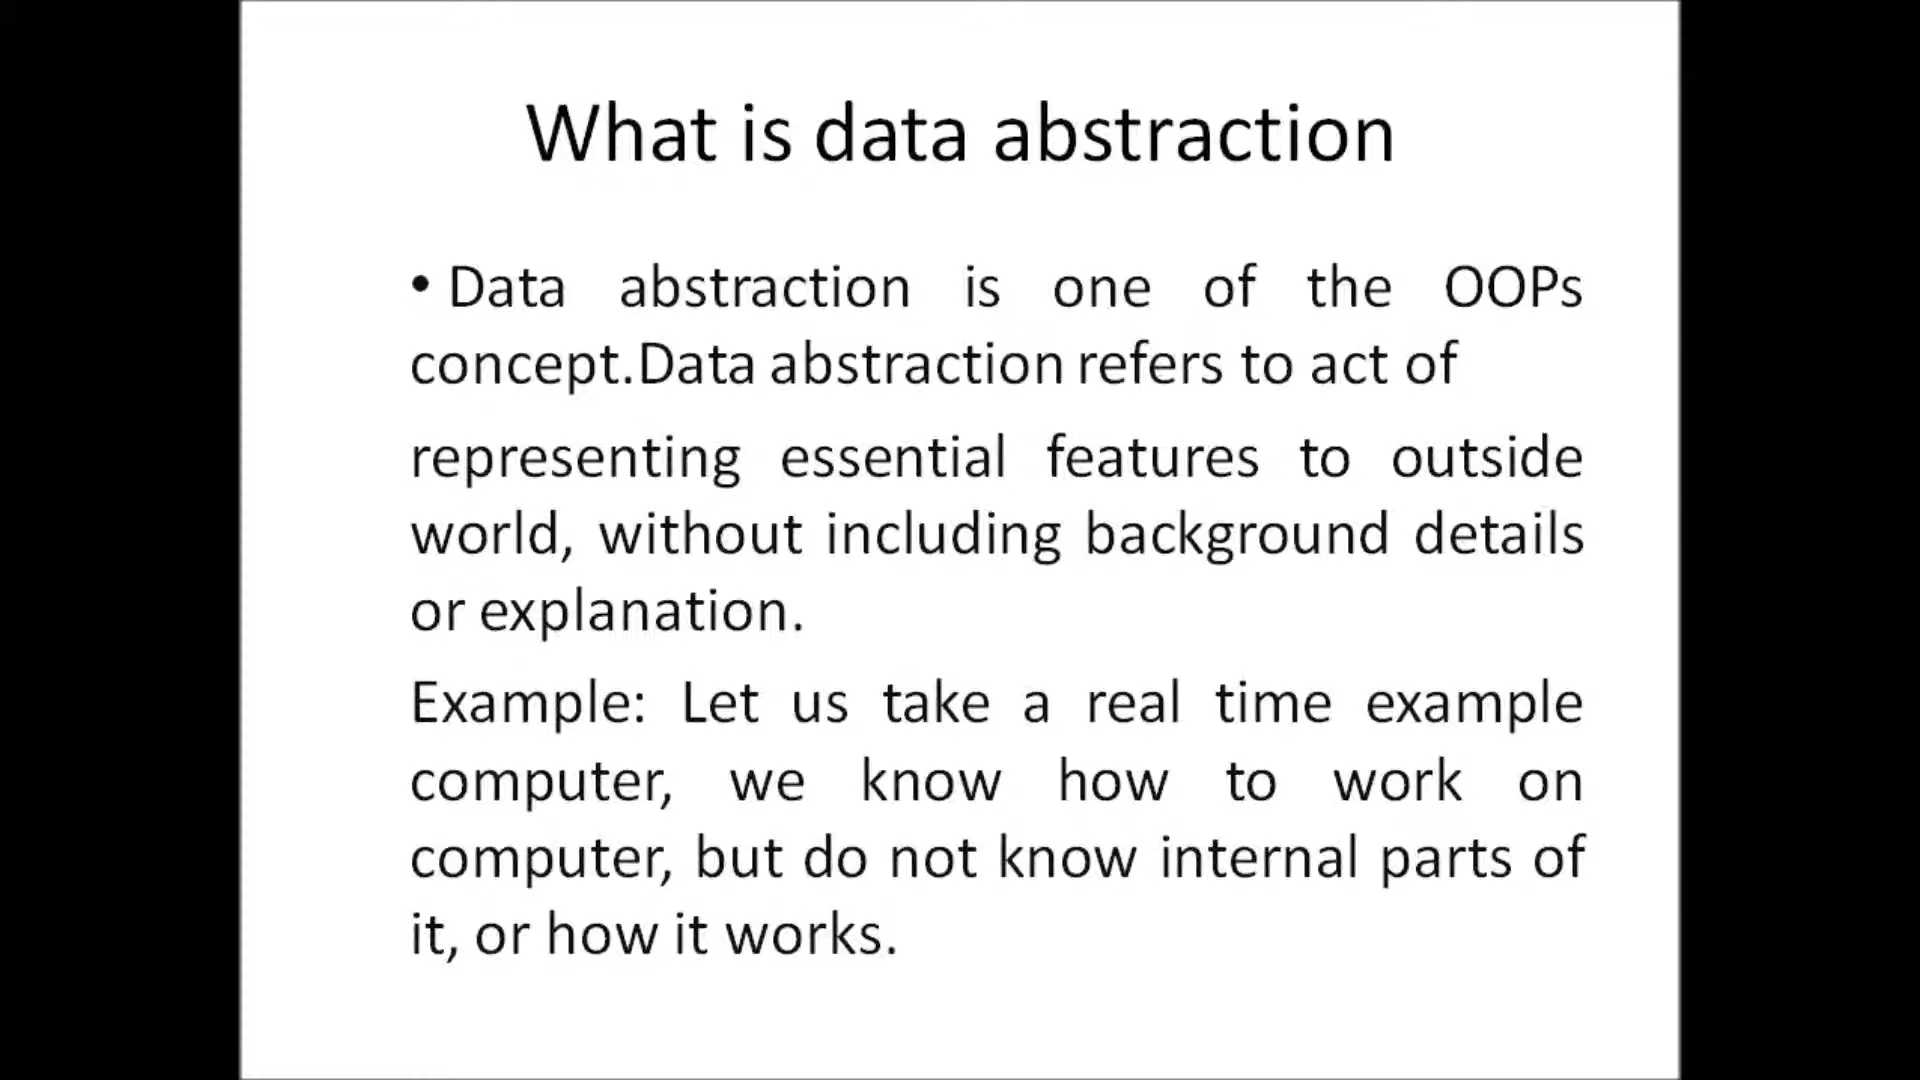 What is data abstraction
• Data abstraction is one of the OOPs
concept.Data abstraction refers to act of
representing essential features to outside
world, without including background details
or explanation.
Example: Let us take a real time example
computer, we know how to work on
computer, but do not know internal parts of
it, or how it works.